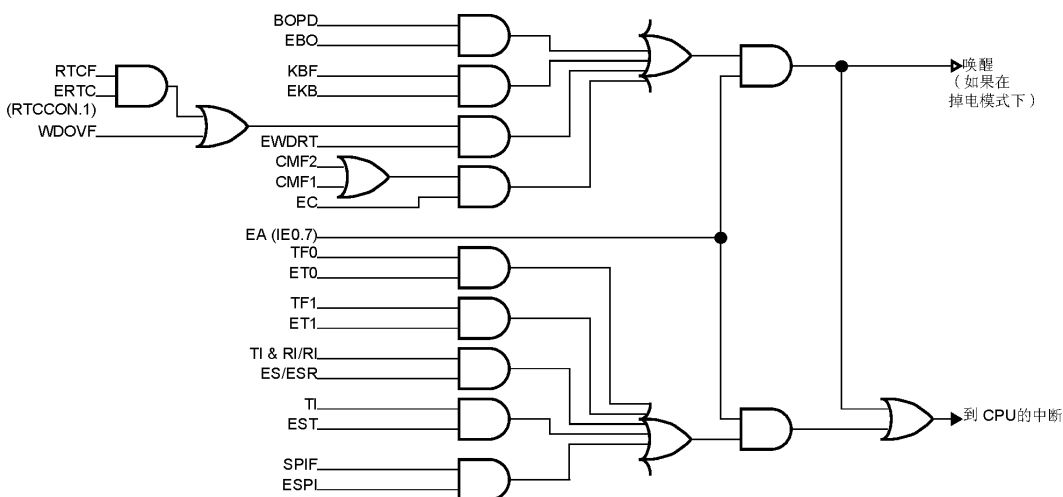 BOPD
EBO
RTCF
ERTC
(RTCCON.1)
WDOVF
KBF
EKB
EWDRT
CMF2
CMF1
EC
EA (IE0.7)
TF0
ET0
TF1
ET1
TI & RI/RI
ES/ESR
TI
EST
SPIF
ESPI
唤醒
（如果在
掉电模式下）
到 CPU的中断